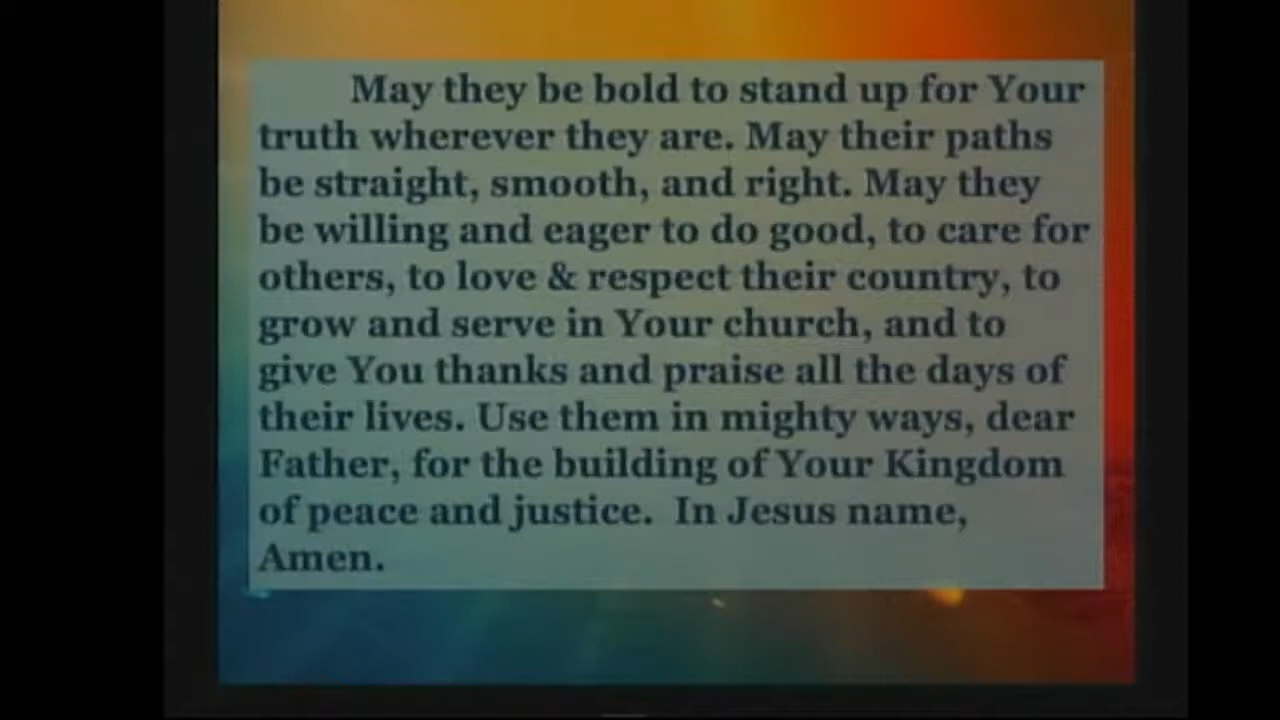 May they be bold to stand up for Your
truth wherever they are. May their paths
be straight, smooth, and right. May they
be willing and eager to do good, to care for
others, to love & respect their country, to
grow and serve in Your church, and to
give You thanks and praise all the days of
their lives. Use them in mighty ways, dear
Father, for the building of Your Kingdom
of peace and justice.  In Jesus name,
Amen.